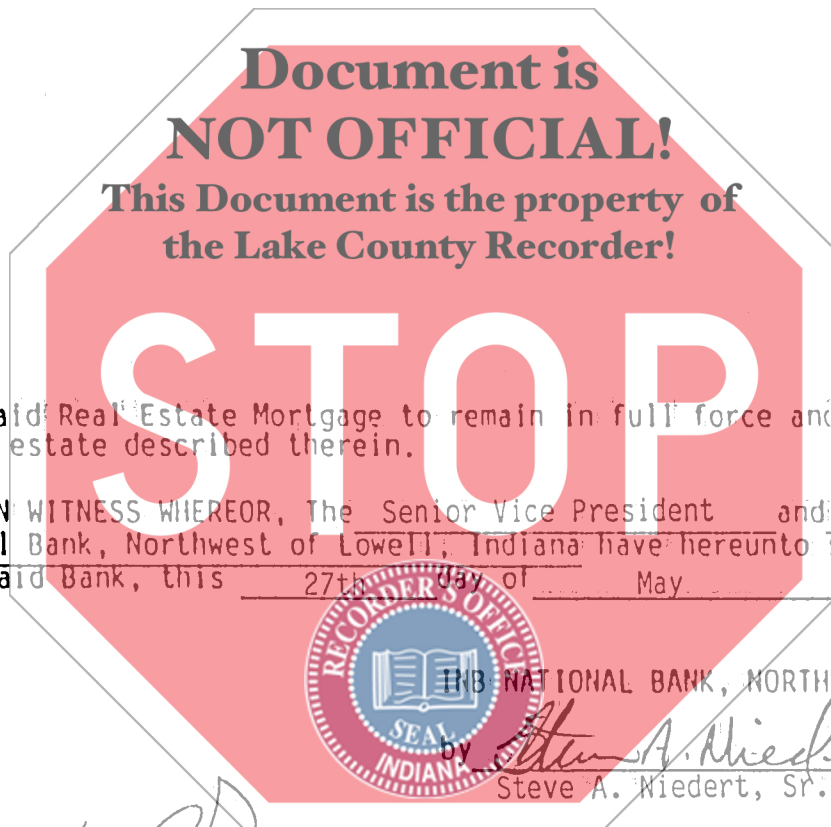 Document is
NOT OFFICIAL!
This Document is the property of
the Lake County Recorder!
STOP
aid Real Estate Mortgage to remain in full force and
estate described therein.
N WITNESS WHEREOR, The Senior Vice President and
l Bank, Northwest of Lowell, Indiana have hereunto
aid Bank, this 27th day of May
RECORDER'S OFFICE
SEAL
INDIANA
INB NATIONAL BANK, NORTH
by Steve A. Nied
Steve A. Niedert, Sr.